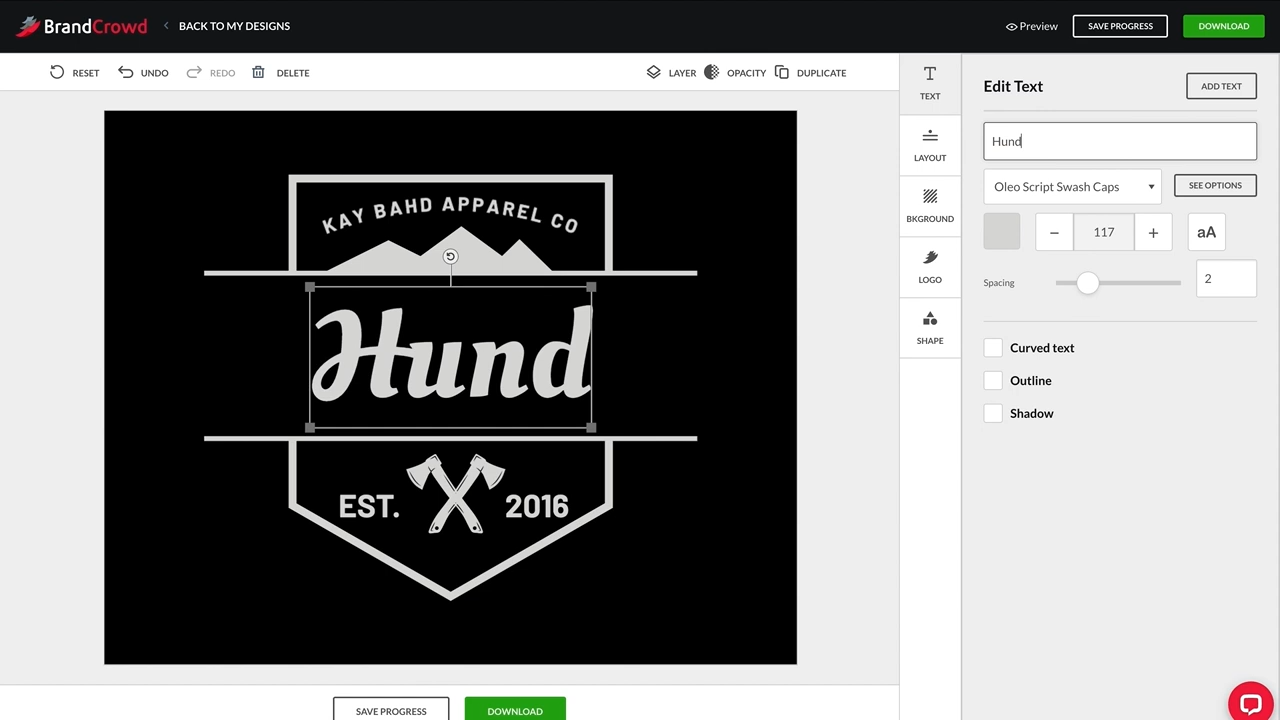 BrandCrowd
BACK TO MY DESIGNS
Preview
SAVE PROGRESS
DOWNLOAD
RESET
UNDO
REDO
DELETE
LAYER
OPACITY
DUPLICATE
TEXT
LAYOUT
BKGROUND
LOGO
SHAPE
Edit Text
ADD TEXT
Hund
Oleo Script Swash Caps
SEE OPTIONS
− 117 + aA
Spacing
2
Curved text
Outline
Shadow
KAY BAHD APPAREL CO
Hund
EST. 2016
SAVE PROGRESS
DOWNLOAD